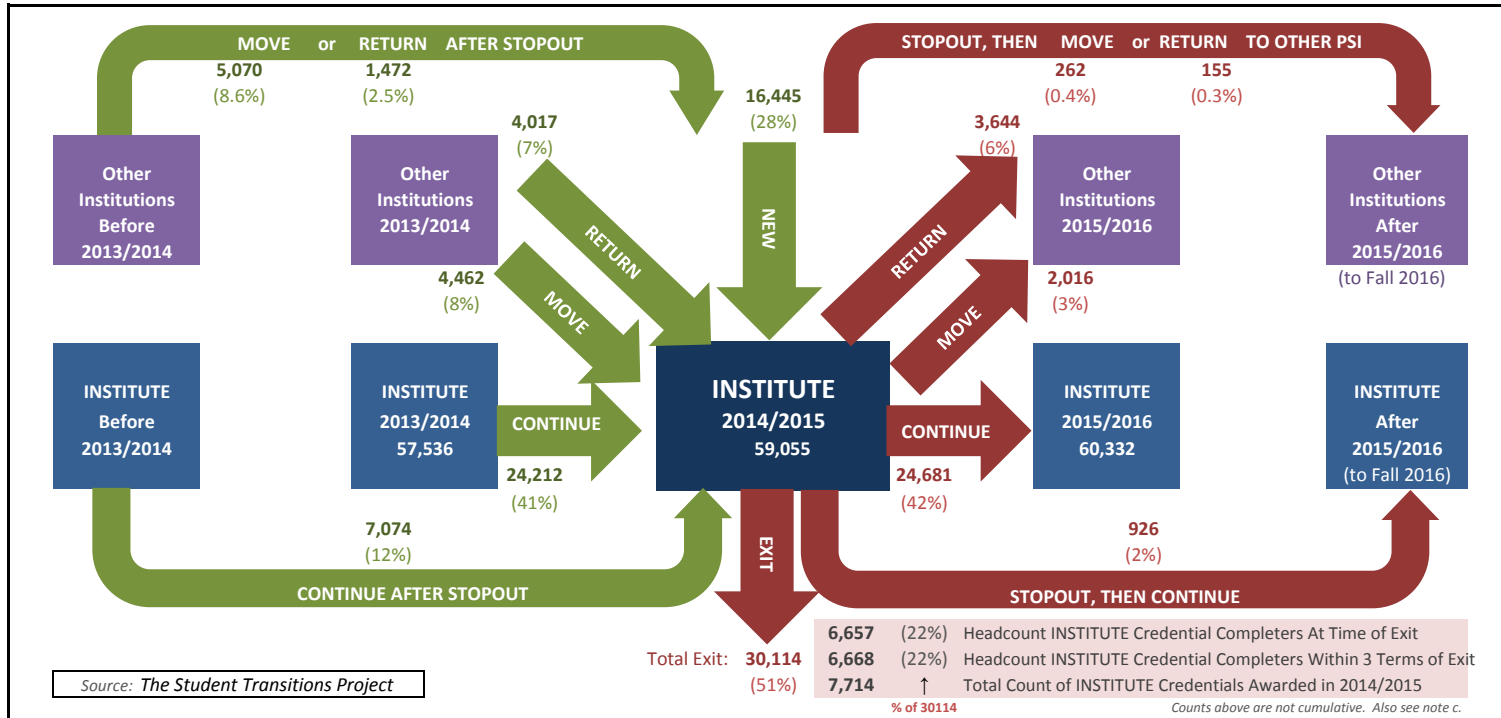 MOVE or RETURN AFTER STOPOUT
5,070 1,472
(8.6%) (2.5%)
STOPOUT, THEN MOVE or RETURN TO OTHER PSI
262 155
(0.4%) (0.3%)
16,445
(28%)
4,017
(7%)
3,644
(6%)
Other
Institutions
Before
2013/2014
Other
Institutions
2013/2014
NEW
RETURN
RETURN
Other
Institutions
2015/2016
Other
Institutions
After
2015/2016
(to Fall 2016)
4,462
(8%)
MOVE
MOVE
2,016
(3%)
INSTITUTE
Before
2013/2014
INSTITUTE
2013/2014
57,536
CONTINUE
24,212
(41%)
INSTITUTE
2014/2015
59,055
CONTINUE
24,681
(42%)
INSTITUTE
2015/2016
60,332
INSTITUTE
After
2015/2016
(to Fall 2016)
7,074
(12%)
CONTINUE AFTER STOPOUT
EXIT
926
(2%)
STOPOUT, THEN CONTINUE
Total Exit: 30,114
(51%)
6,657 (22%) Headcount INSTITUTE Credential Completers At Time of Exit
6,668 (22%) Headcount INSTITUTE Credential Completers Within 3 Terms of Exit
7,714 ↑ Total Count of INSTITUTE Credentials Awarded in 2014/2015
% of 30114 Counts above are not cumulative. Also see note c.
Source: The Student Transitions Project